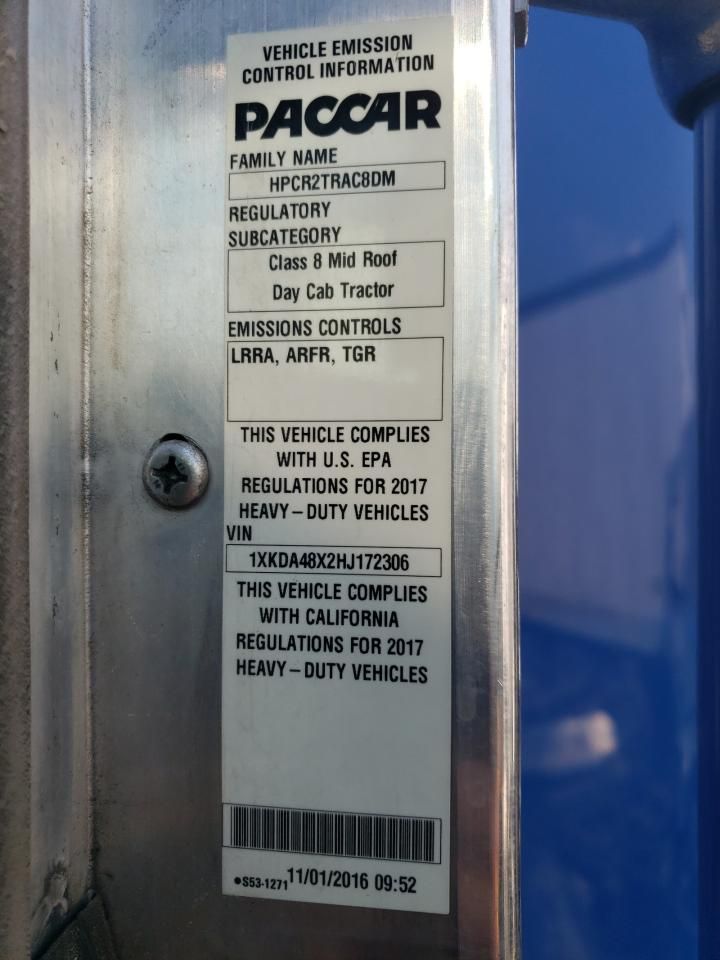 VEHICLE EMISSION
CONTROL INFORMATION
PACCAR
FAMILY NAME
HPCR2TRAC8DM
REGULATORY
SUBCATEGORY
Class 8 Mid Roof
Day Cab Tractor
EMISSIONS CONTROLS
LRRA, ARFR, TGR
THIS VEHICLE COMPLIES
WITH U.S. EPA
REGULATIONS FOR 2017
HEAVY–DUTY VEHICLES
VIN
1XKDA48X2HJ172306
THIS VEHICLE COMPLIES
WITH CALIFORNIA
REGULATIONS FOR 2017
HEAVY–DUTY VEHICLES
●S53-1271 11/01/2016 09:52